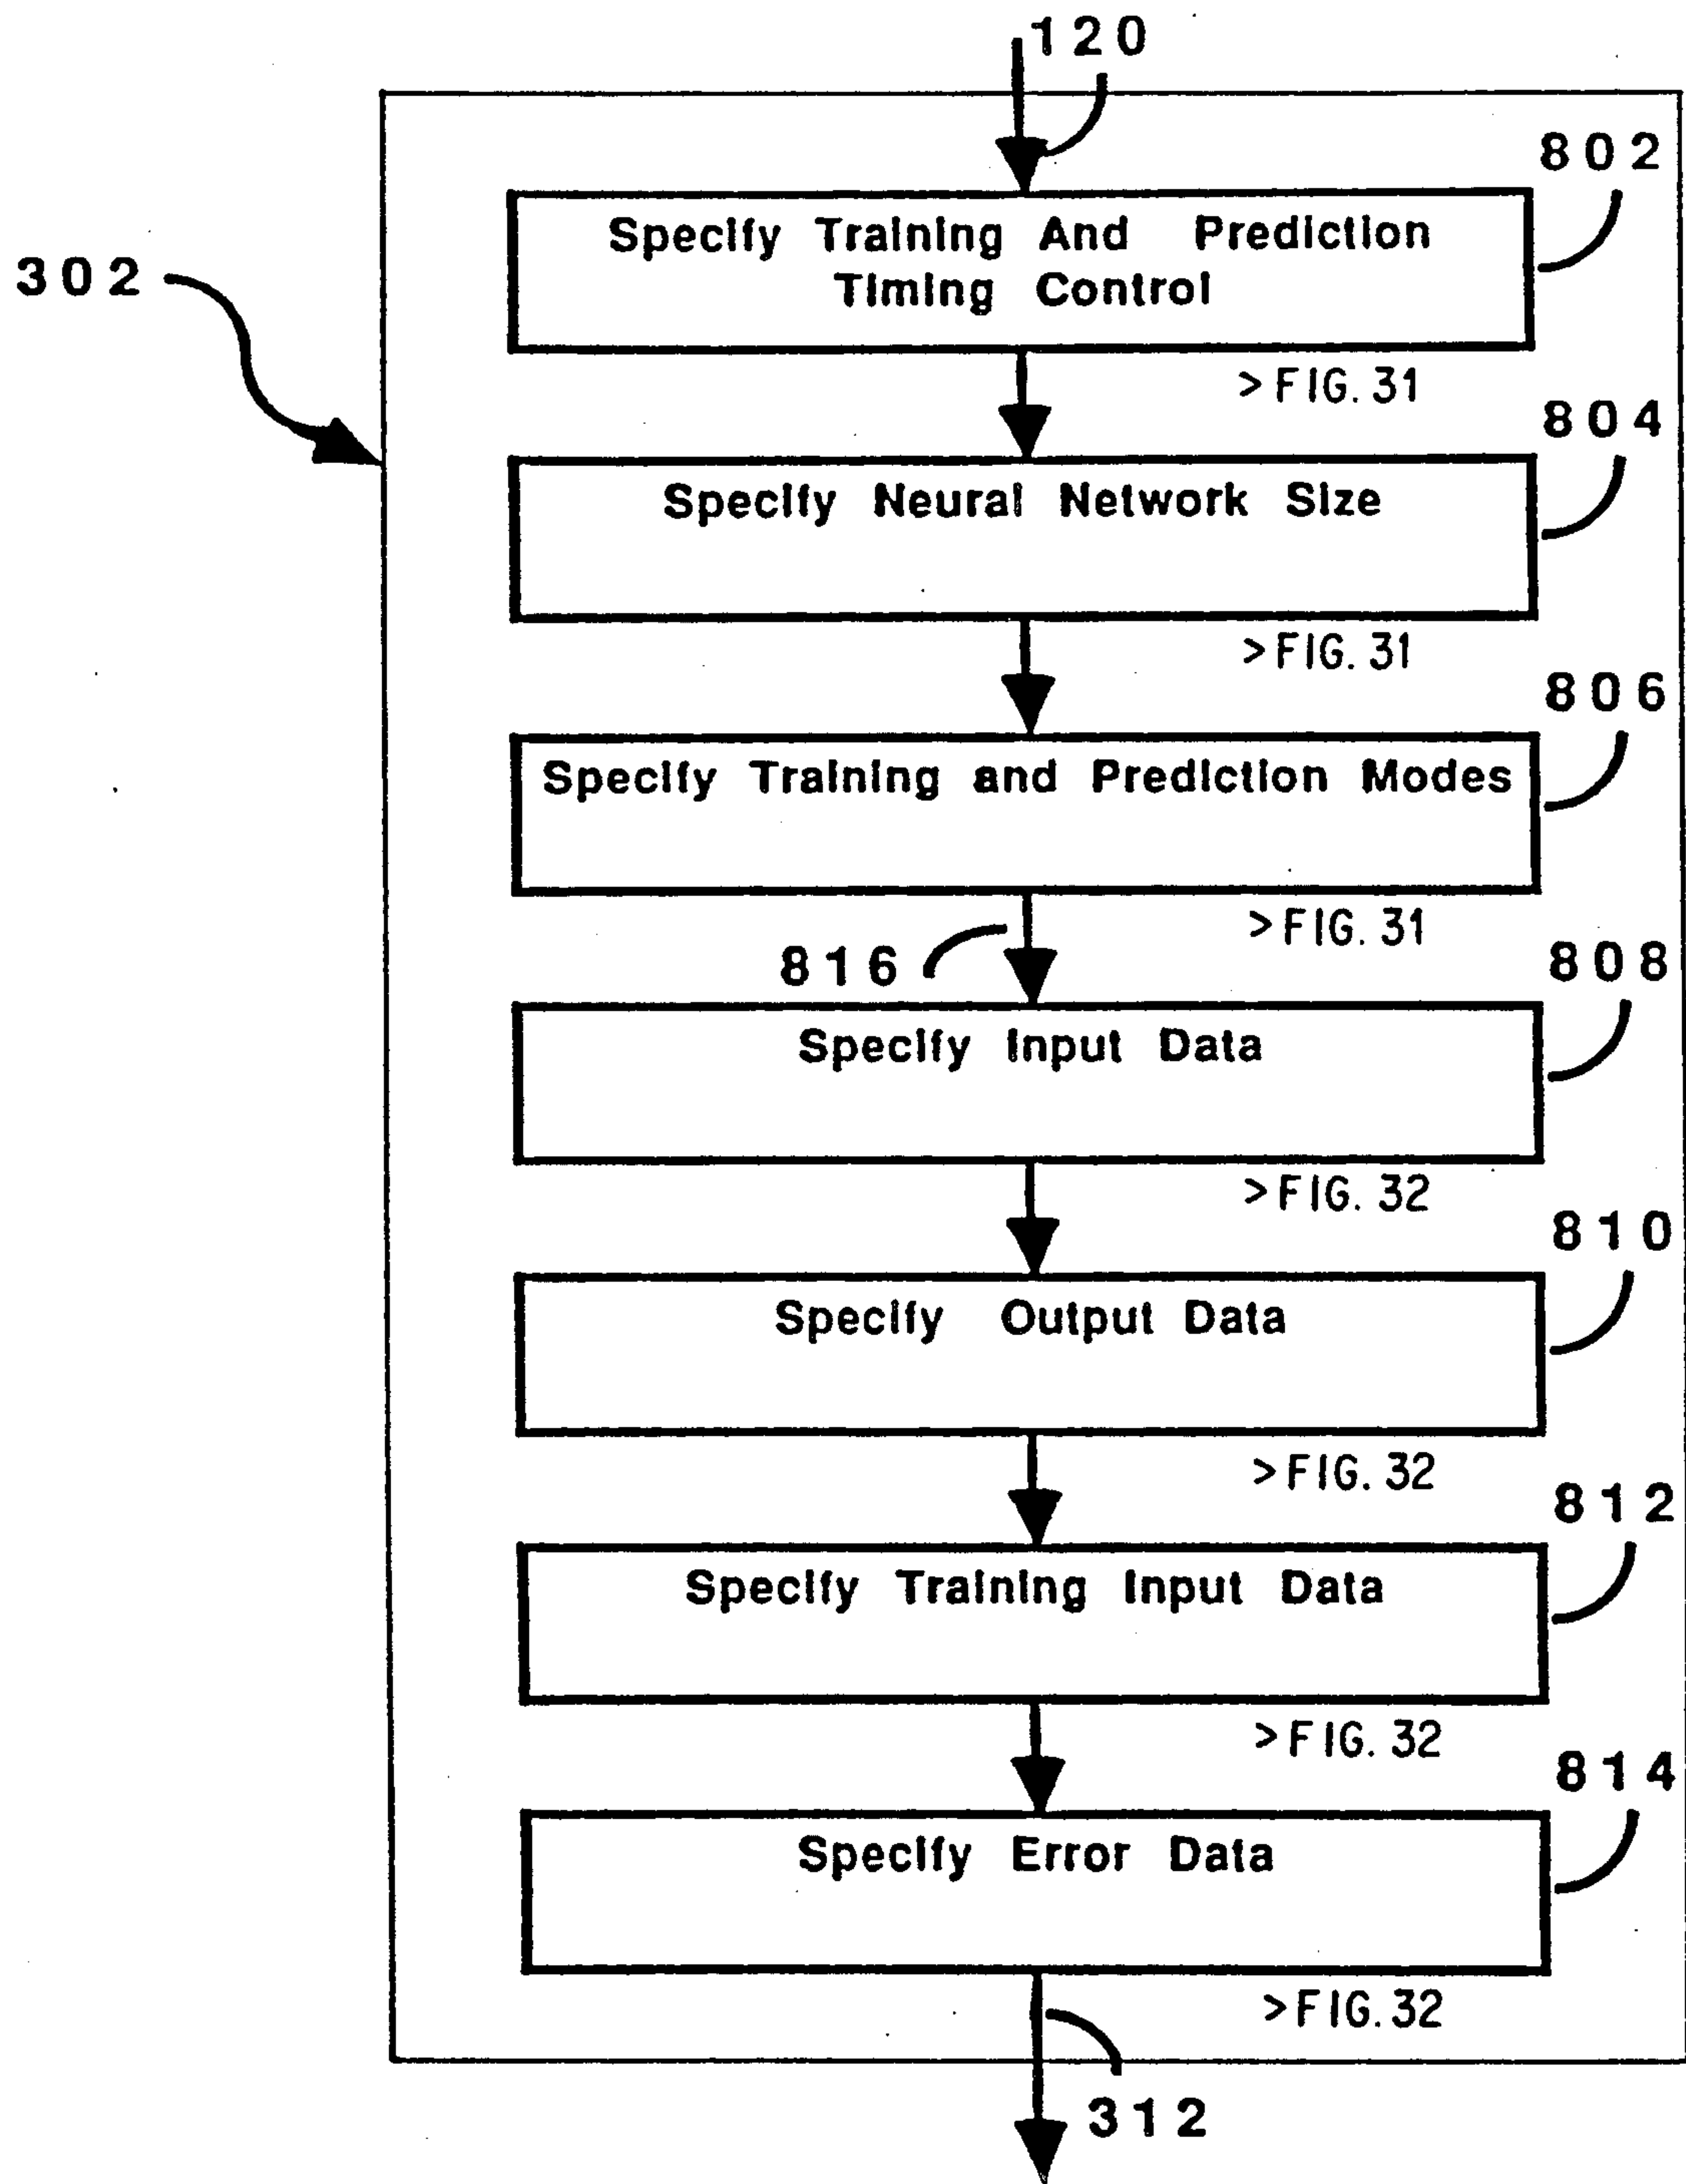 120
802
Specify Training And Prediction
Timing Control
302
>FIG. 31
804
Specify Neural Network Size
>FIG. 31
806
Specify Training and Prediction Modes
>FIG. 31
816
808
Specify Input Data
>FIG. 32
810
Specify Output Data
>FIG. 32
812
Specify Training Input Data
>FIG. 32
814
Specify Error Data
>FIG. 32
312